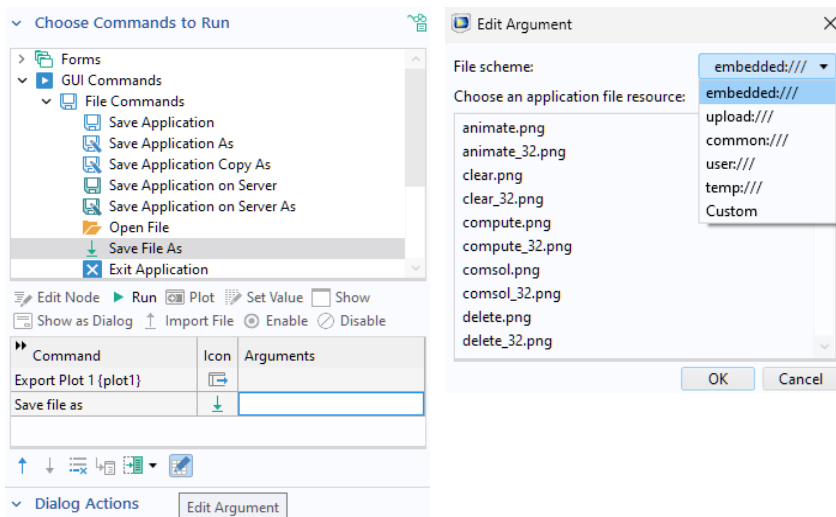 Choose Commands to Run
Forms
GUI Commands
File Commands
Save Application
Save Application As
Save Application Copy As
Save Application on Server
Save Application on Server As
Open File
Save File As
Exit Application
Edit Node Run Plot Set Value Show
Show as Dialog Import File Enable Disable
Command Icon Arguments
Export Plot 1 {plot1}
Save file as
Dialog Actions
Edit Argument
Edit Argument
File scheme: embedded:///
Choose an application file resource:
embedded:///
upload:///
common:///
user:///
temp:///
Custom
animate.png
animate_32.png
clear.png
clear_32.png
compute.png
compute_32.png
comsol.png
comsol_32.png
delete.png
delete_32.png
OK Cancel